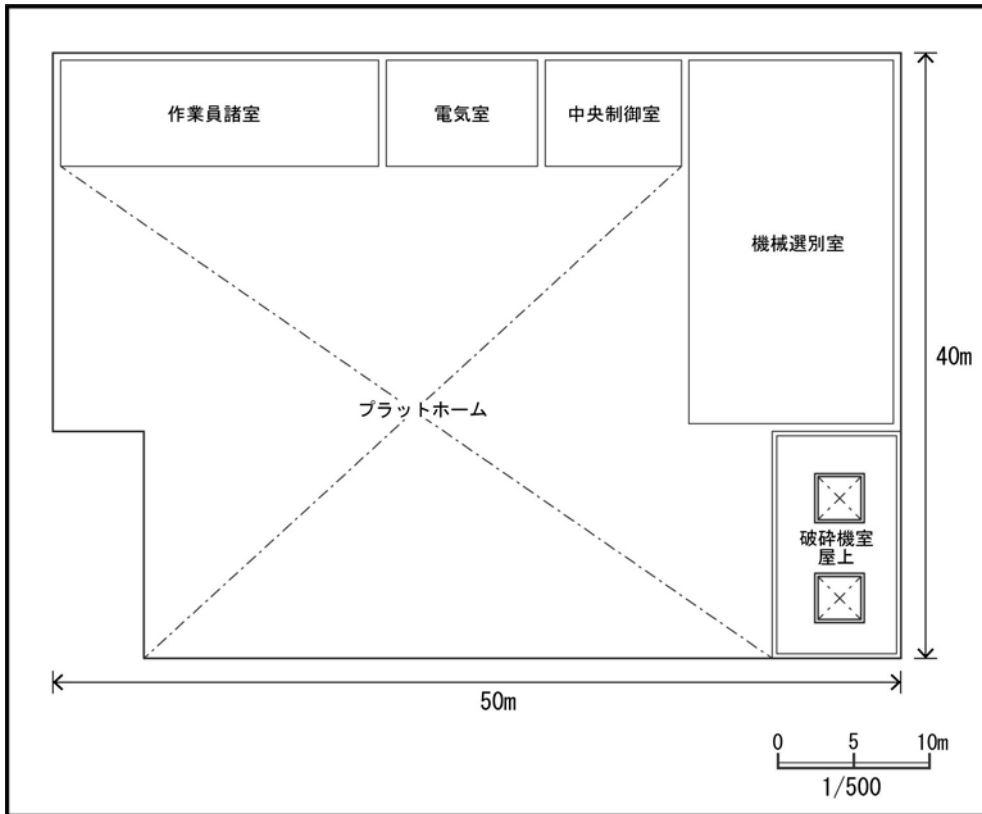 作業員諸室
電気室
中央制御室
機械選別室
40m
プラットホーム
破砕機室
屋上
50m
0 5 10m
1/500